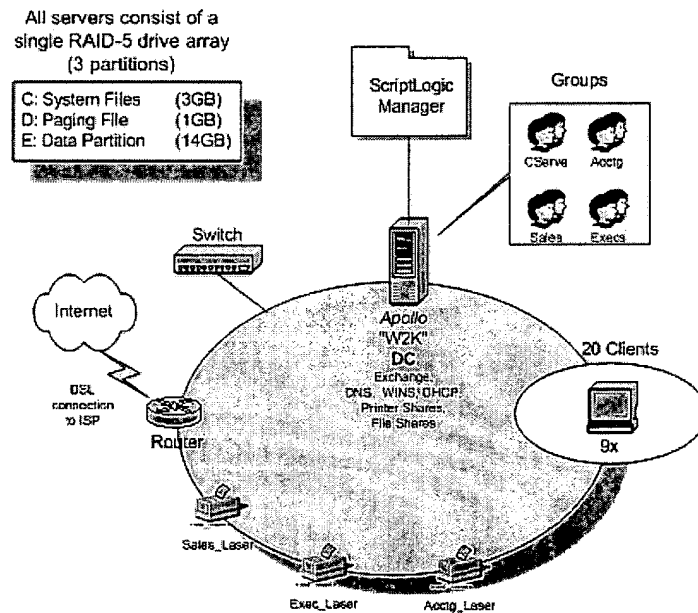 All servers consist of a
single RAID-5 drive array
(3 partitions)
C: System Files (3GB)
D: Paging File (1GB)
E: Data Partition (14GB)
ScriptLogic
Manager
Groups
CServe
Acctg
Sales
Execs
Switch
Internet
DSL
connection
to ISP
Router
Apollo
"W2K"
DC
Exchange,
DNS, WINS, DHCP,
Printer Shares,
File Shares
20 Clients
9x
Sales_Laser
Exec_Laser
Acctg_Laser